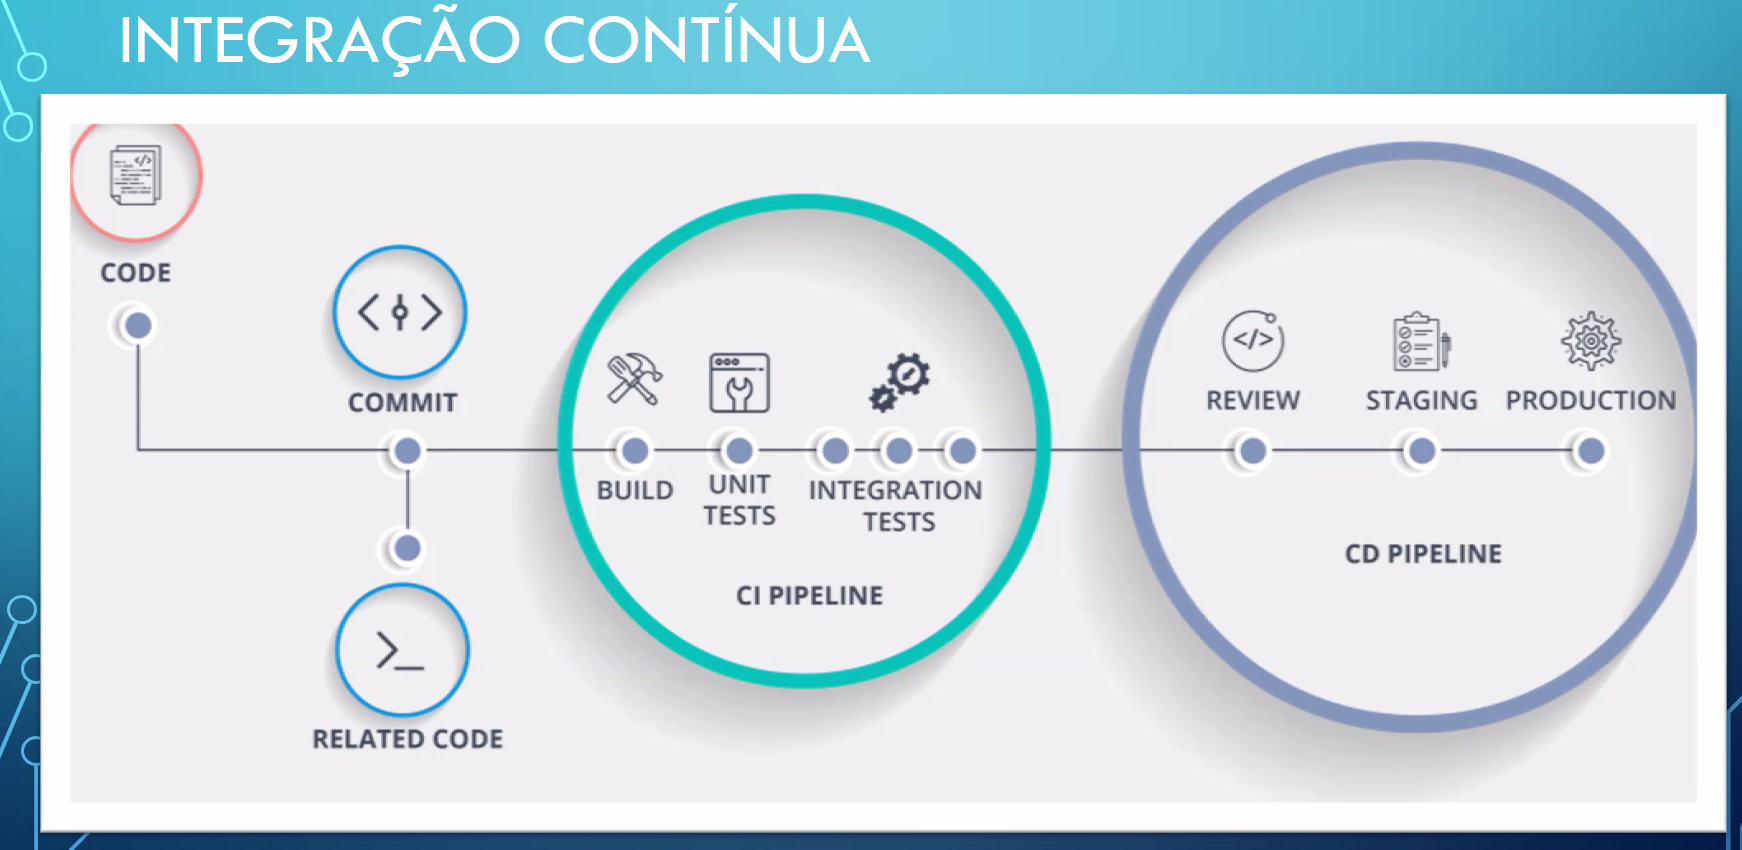 INTEGRAÇÃO CONTÍNUA
CODE
COMMIT
RELATED CODE
BUILD
UNIT
TESTS
INTEGRATION
TESTS
CI PIPELINE
REVIEW
STAGING
PRODUCTION
CD PIPELINE